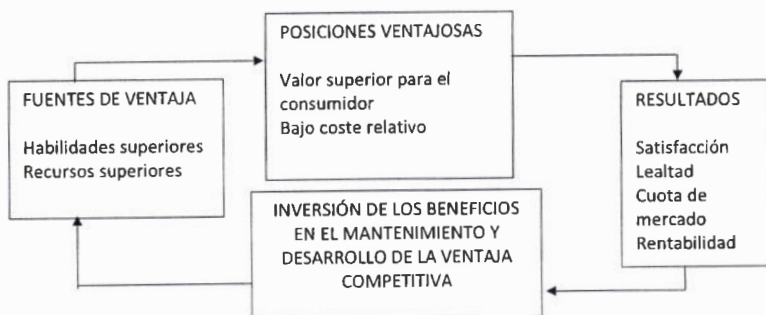 FUENTES DE VENTAJA
Habilidades superiores
Recursos superiores
POSICIONES VENTAJOSAS
Valor superior para el
consumidor
Bajo coste relativo
RESULTADOS
Satisfacción
Lealtad
Cuota de
mercado
Rentabilidad
INVERSIÓN DE LOS BENEFICIOS
EN EL MANTENIMIENTO Y
DESARROLLO DE LA VENTAJA
COMPETITIVA